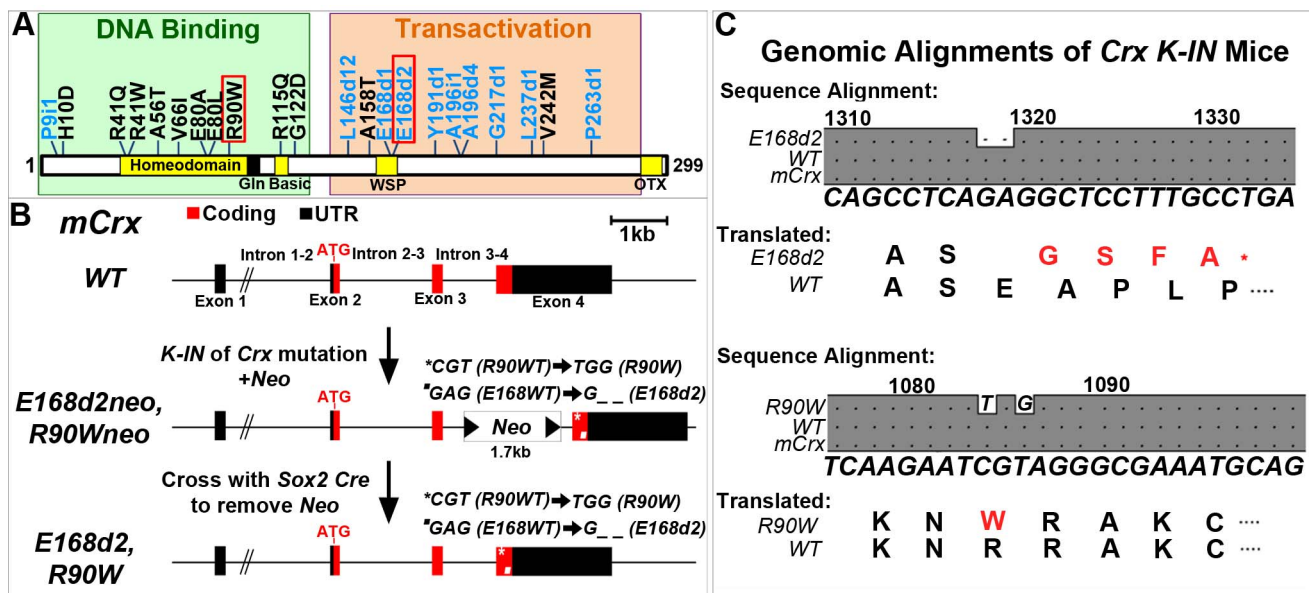 A
DNA Binding
Transactivation
P9i1
H10D
R41Q
R41W
A56T
V66I
E80A
E80L
R90W
R115Q
G122D
L146d12
A158T
E168d1
E168d2
Y191d1
A196i1
A196d4
G217d1
L237d1
V242M
P263d1
1
Homeodomain
299
Gln Basic
WSP
OTX
B
mCrx
Coding
UTR
1kb
WT
Intron 1-2
ATG
Intron 2-3
Intron 3-4
Exon 1
Exon 2
Exon 3
Exon 4
K-IN of Crx mutation
+Neo
*CGT (R90WT)➡TGG (R90W)
▪GAG (E168WT)➡G_ _ (E168d2)
E168d2neo,
R90Wneo
ATG
Neo
*
1.7kb
Cross with Sox2 Cre
to remove Neo
*CGT (R90WT)➡TGG (R90W)
▪GAG (E168WT)➡G_ _ (E168d2)
E168d2,
R90W
ATG
*
C
Genomic Alignments of Crx K-IN Mice
Sequence Alignment:
1310 1320 1330
E168d2 - -
WT
mCrx
CAGCCTCAGAGGCTCCTTTGCCTGA
Translated:
E168d2 A S G S F A *
WT A S E A P L P ....
Sequence Alignment:
1080 1090
R90W T G
WT
mCrx
TCAAGAATCGTAGGGCGAAATGCAG
Translated:
R90W K N W R A K C ....
WT K N R R A K C ....